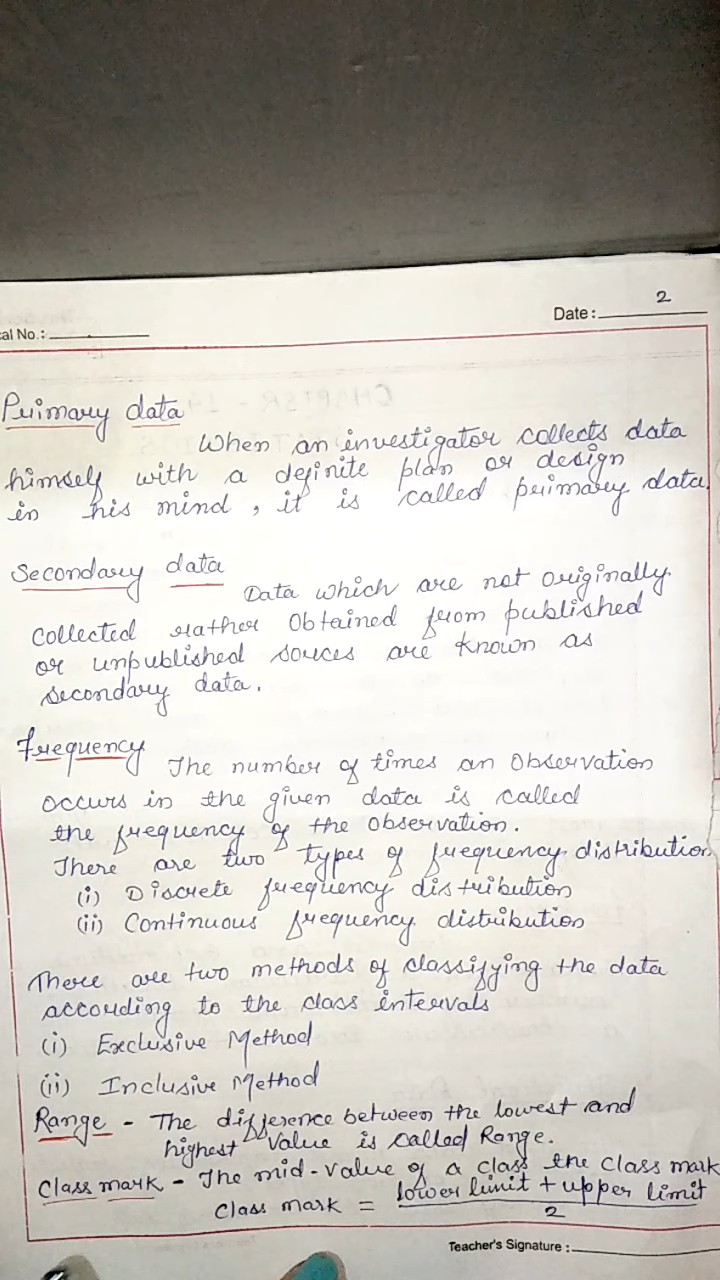 2
Date :
cal No. :
Primary data
When an investigator collects data
himself with a definite plan or design
in his mind, it is called primary data.
Secondary data
Data which are not originally
collected rather Obtained from published
or unpublished souces are known as
secondary data.
Frequency The number of times an Observation
occurs in the given data is called
the frequency of the observation.
There are two types of frequency distribution
(i) Discrete frequency distribution
(ii) Continuous frequency distribution
There are two methods of classifying the data
according to the class intervals
(i) Exclusive Method
(ii) Inclusive Method
Range - The difference between the lowest and
highest value is called Range.
Class mark - The mid-value of a class the class mark
Class mark = lower limit + upper limit
2
Teacher's Signature :